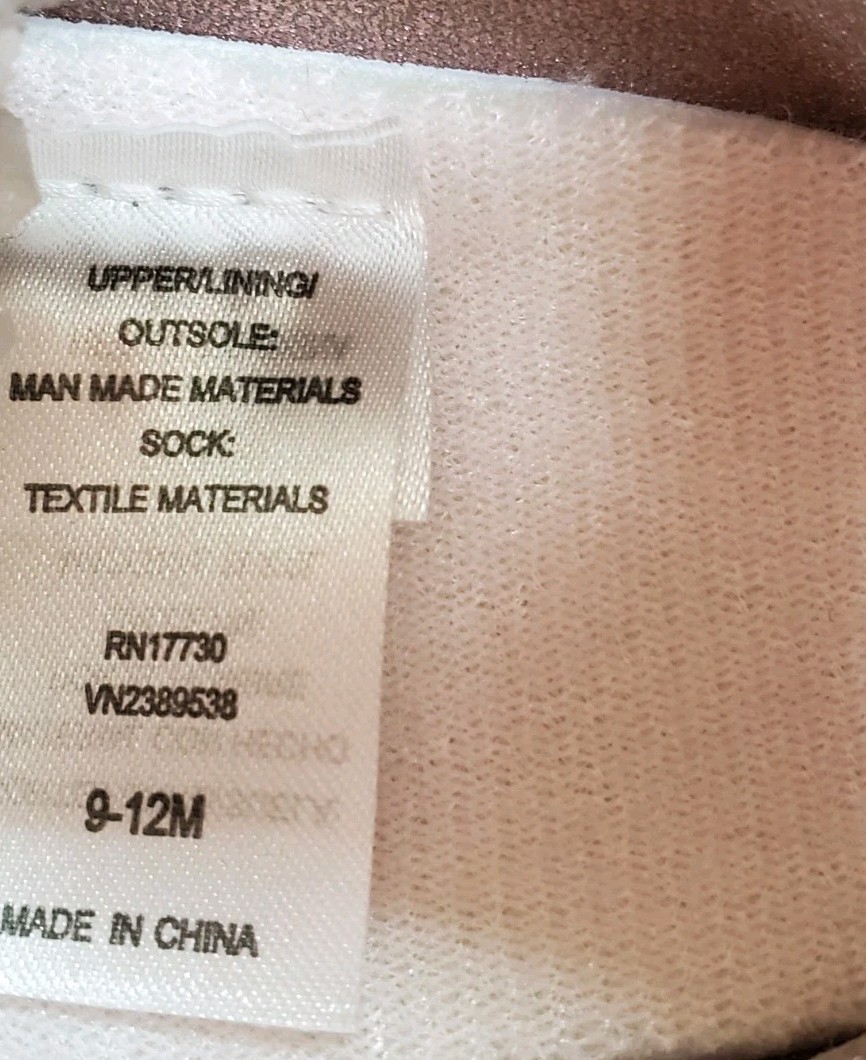 UPPER/LINING/
OUTSOLE:
MAN MADE MATERIALS
SOCK:
TEXTILE MATERIALS
RN17730
VN2389538
9-12M
MADE IN CHINA